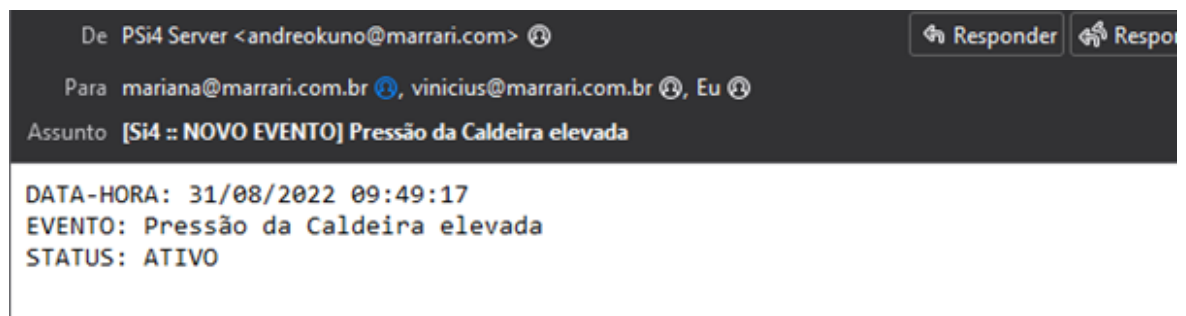 De PSi4 Server <andreokuno@marrari.com>
Responder
Respon
Para mariana@marrari.com.br, vinicius@marrari.com.br, Eu
Assunto [Si4 :: NOVO EVENTO] Pressão da Caldeira elevada
DATA-HORA: 31/08/2022 09:49:17
EVENTO: Pressão da Caldeira elevada
STATUS: ATIVO